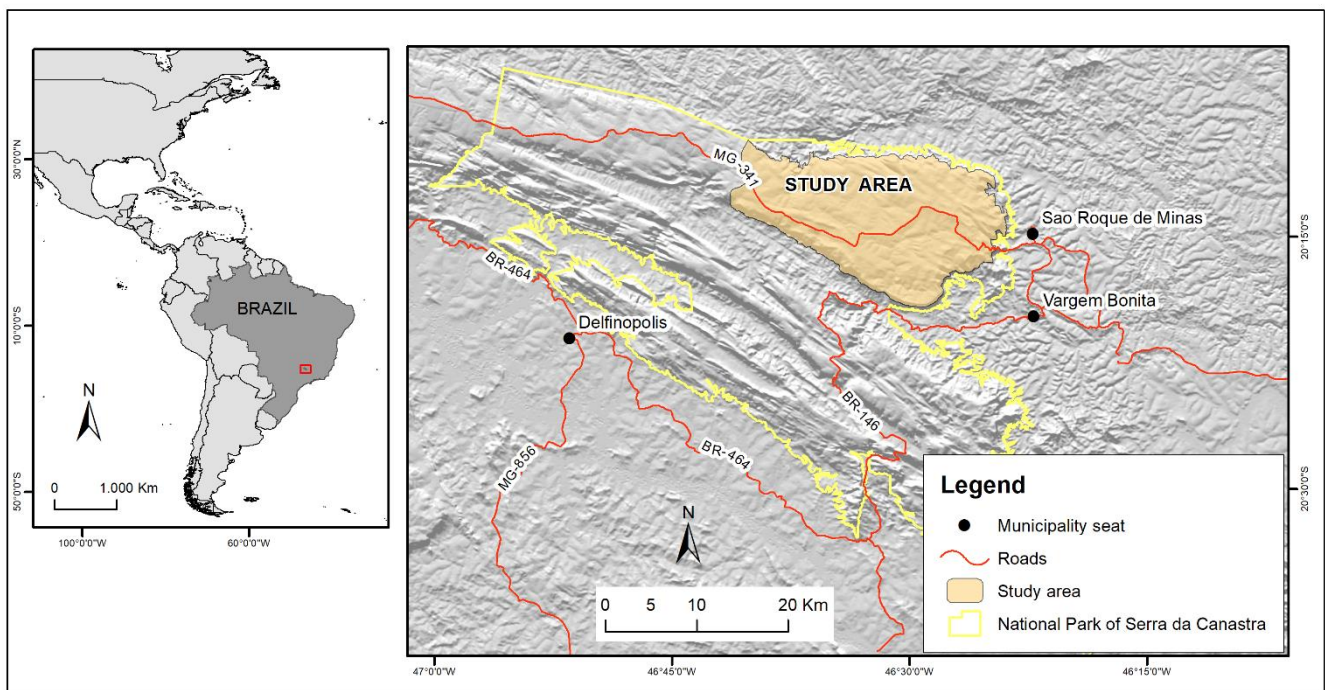 30°0'0"N
10°0'0"S
50°0'0"S
BRAZIL
N
0 1.000 Km
100°0'0"W 60°0'0"W
MG-341
STUDY AREA
Sao Roque de Minas
20°15'0"S
Vargem Bonita
BR-464
Delfinopolis
BR-146
MG-856
BR-464
20°30'0"S
N
0 5 10 20 Km
Legend
Municipality seat
Roads
Study area
National Park of Serra da Canastra
47°0'0"W 46°45'0"W 46°30'0"W 46°15'0"W